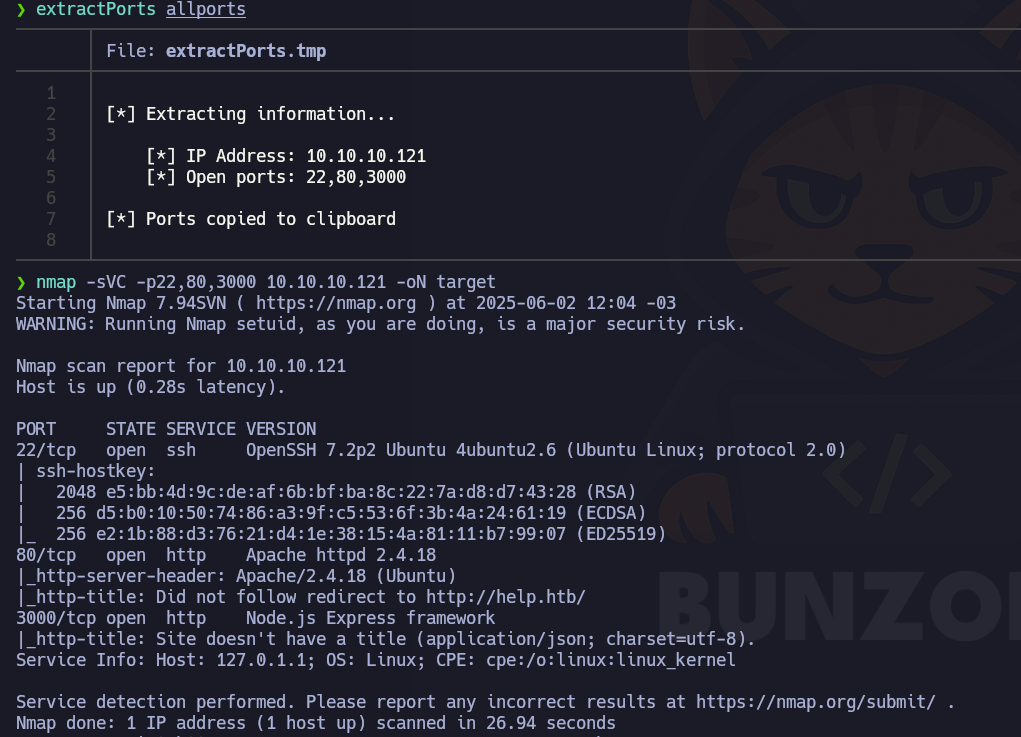 ❯ extractPorts allports
File: extractPorts.tmp
1
2 [*] Extracting information...
3
4 [*] IP Address: 10.10.10.121
5 [*] Open ports: 22,80,3000
6
7 [*] Ports copied to clipboard
8
❯ nmap -sVC -p22,80,3000 10.10.10.121 -oN target
Starting Nmap 7.94SVN ( https://nmap.org ) at 2025-06-02 12:04 -03
WARNING: Running Nmap setuid, as you are doing, is a major security risk.
Nmap scan report for 10.10.10.121
Host is up (0.28s latency).
PORT     STATE SERVICE VERSION
22/tcp   open  ssh     OpenSSH 7.2p2 Ubuntu 4ubuntu2.6 (Ubuntu Linux; protocol 2.0)
| ssh-hostkey:
|   2048 e5:bb:4d:9c:de:af:6b:bf:ba:8c:22:7a:d8:d7:43:28 (RSA)
|   256 d5:b0:10:50:74:86:a3:9f:c5:53:6f:3b:4a:24:61:19 (ECDSA)
|_  256 e2:1b:88:d3:76:21:d4:1e:38:15:4a:81:11:b7:99:07 (ED25519)
80/tcp   open  http    Apache httpd 2.4.18
|_http-server-header: Apache/2.4.18 (Ubuntu)
|_http-title: Did not follow redirect to http://help.htb/
3000/tcp open  http    Node.js Express framework
|_http-title: Site doesn't have a title (application/json; charset=utf-8).
Service Info: Host: 127.0.1.1; OS: Linux; CPE: cpe:/o:linux:linux_kernel
Service detection performed. Please report any incorrect results at https://nmap.org/submit/ .
Nmap done: 1 IP address (1 host up) scanned in 26.94 seconds